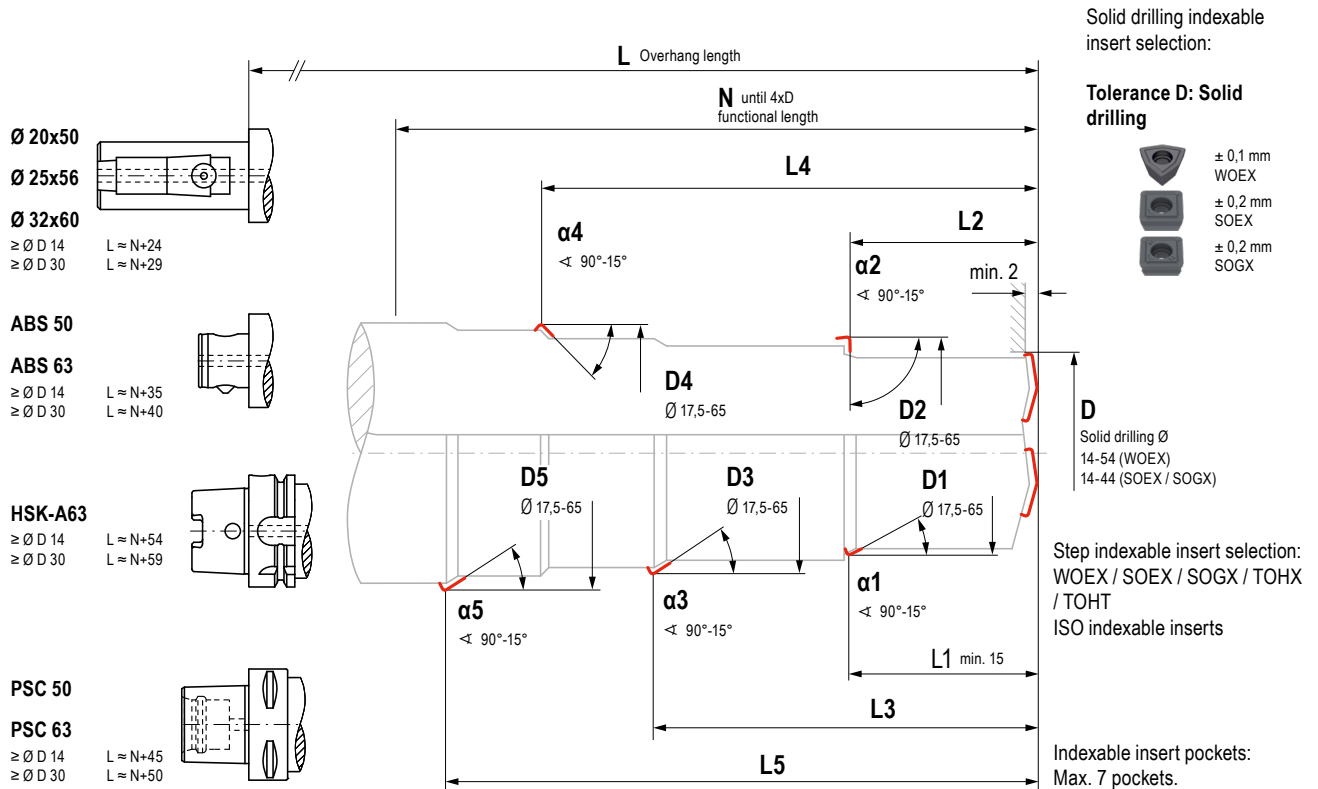 Solid drilling indexable
insert selection:
Tolerance D: Solid
drilling
± 0,1 mm
WOEX
± 0,2 mm
SOEX
± 0,2 mm
SOGX
L Overhang length
N until 4xD
functional length
L4
L2
min. 2
Ø 20x50
Ø 25x56
Ø 32x60
≥ Ø D 14 L ≈ N+24
≥ Ø D 30 L ≈ N+29
ABS 50
ABS 63
≥ Ø D 14 L ≈ N+35
≥ Ø D 30 L ≈ N+40
HSK-A63
≥ Ø D 14 L ≈ N+54
≥ Ø D 30 L ≈ N+59
PSC 50
PSC 63
≥ Ø D 14 L ≈ N+45
≥ Ø D 30 L ≈ N+50
α4
∢ 90°-15°
α2
∢ 90°-15°
D4
Ø 17,5-65
D2
Ø 17,5-65
D
Solid drilling Ø
14-54 (WOEX)
14-44 (SOEX / SOGX)
D5
Ø 17,5-65
D3
Ø 17,5-65
D1
Ø 17,5-65
α5
∢ 90°-15°
α3
∢ 90°-15°
α1
∢ 90°-15°
L1 min. 15
L3
L5
Step indexable insert selection:
WOEX / SOEX / SOGX / TOHX
/ TOHT
ISO indexable inserts
Indexable insert pockets:
Max. 7 pockets.